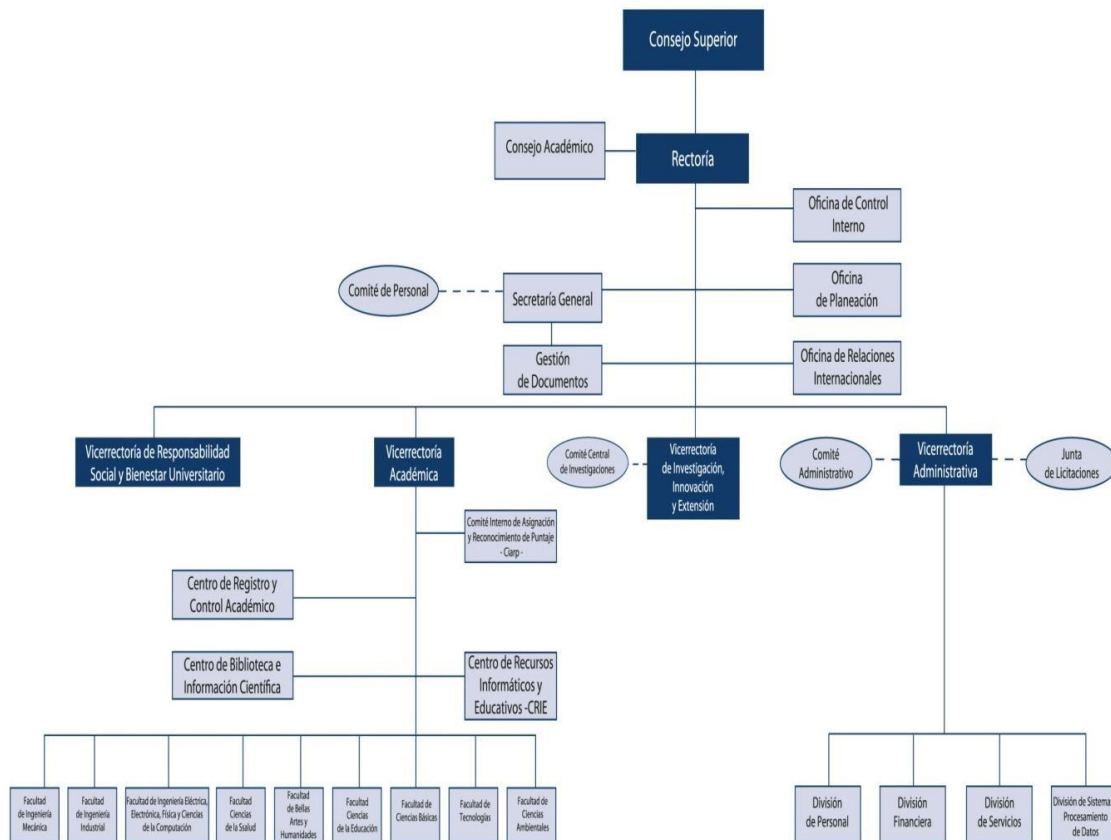 Consejo Superior
Consejo Académico
Rectoría
Oficina de Control
Interno
Comité de Personal
Secretaría General
Oficina
de Planeación
Gestión
de Documentos
Oficina de Relaciones
Internacionales
Vicerrectoría de Responsabilidad
Social y Bienestar Universitario
Vicerrectoría
Académica
Comité Central
de Investigaciones
Vicerrectoría
de Investigación,
Innovación
y Extensión
Comité
Administrativo
Vicerrectoría
Administrativa
Junta
de Licitaciones
Comité Interno de Asignación
y Reconocimiento de Puntaje
- Ciarp -
Centro de Registro y
Control Académico
Centro de Biblioteca e
Información Científica
Centro de Recursos
Informáticos y
Educativos -CRIE
Facultad
de Ingeniería
Mecánica
Facultad
de Ingeniería
Industrial
Facultad de Ingeniería Eléctrica,
Electrónica, Física y Ciencias
de la Computación
Facultad
Ciencias
de la Ssalud
Facultad
de Bellas
Artes y
Humanidades
Facultad
Ciencias
de la Educación
Facultad de
Ciencias Básicas
Facultad de
Tecnologías
Facultad de
Ciencias
Ambientales
División
de Personal
División
Financiera
División
de Servicios
División de Sistema
Procesamiento
de Datos